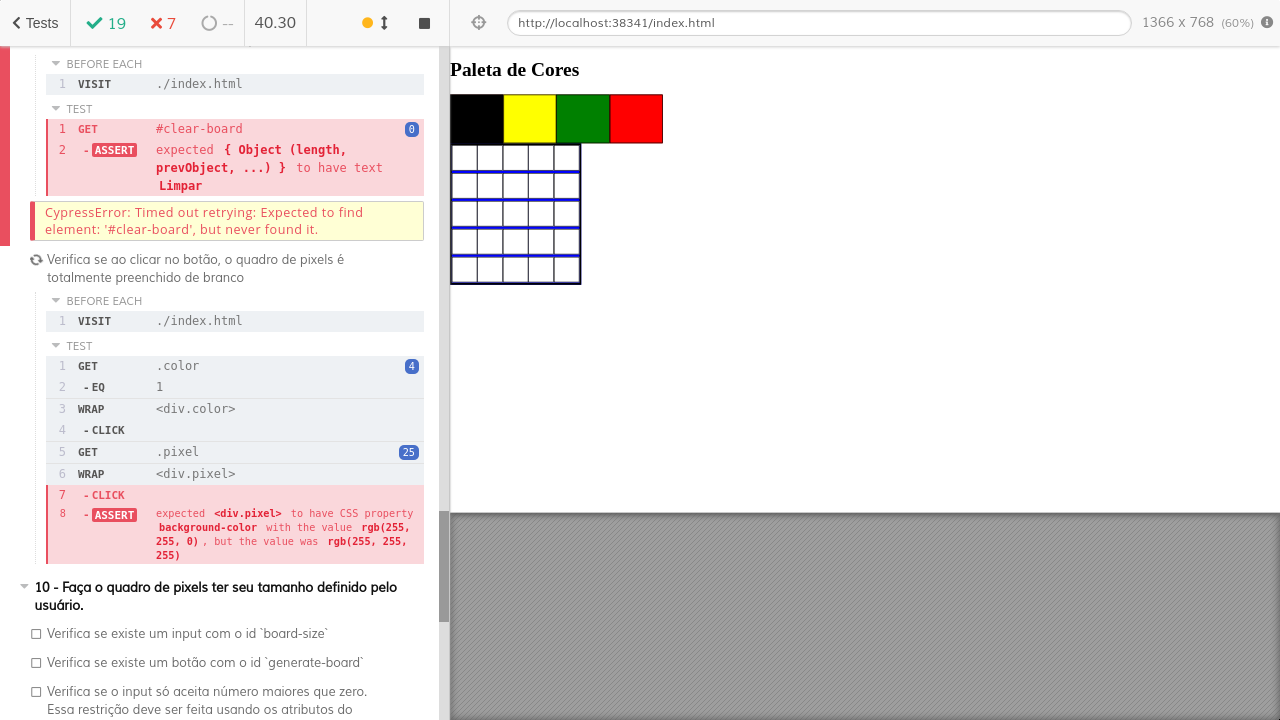 Tests
19
7
--
40.30
http://localhost:38341/index.html
1366 x 768 (60%)
BEFORE EACH
1 VISIT ./index.html
TEST
1 GET #clear-board 0
2 -ASSERT expected { Object (length,
prevObject, ...) } to have text
Limpar
CypressError: Timed out retrying: Expected to find
element: '#clear-board', but never found it.
Verifica se ao clicar no botão, o quadro de pixels é
totalmente preenchido de branco
BEFORE EACH
1 VISIT ./index.html
TEST
1 GET .color 4
2 -EQ 1
3 WRAP <div.color>
4 -CLICK
5 GET .pixel 25
6 WRAP <div.pixel>
7 -CLICK
8 -ASSERT expected <div.pixel> to have CSS property
background-color with the value rgb(255,
255, 0), but the value was rgb(255, 255,
255)
10 - Faça o quadro de pixels ter seu tamanho definido pelo
usuário.
Verifica se existe um input com o id `board-size`
Verifica se existe um botão com o id `generate-board`
Verifica se o input só aceita número maiores que zero.
Essa restrição deve ser feita usando os atributos do
Paleta de Cores